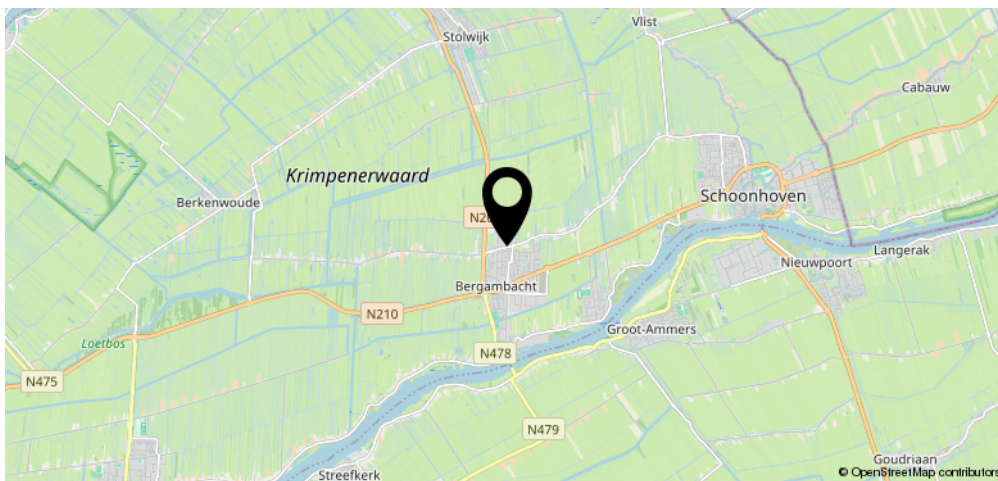 Vlist
Stolwijk
Cabauw
Krimpenerwaard
Berkenwoude
Schoonhoven
Langerak
Nieuwpoort
Bergambacht
N210
Groot-Ammers
Loetbos
N478
N475
N479
Goudriaan
Streefkerk
© OpenStreetMap contributors